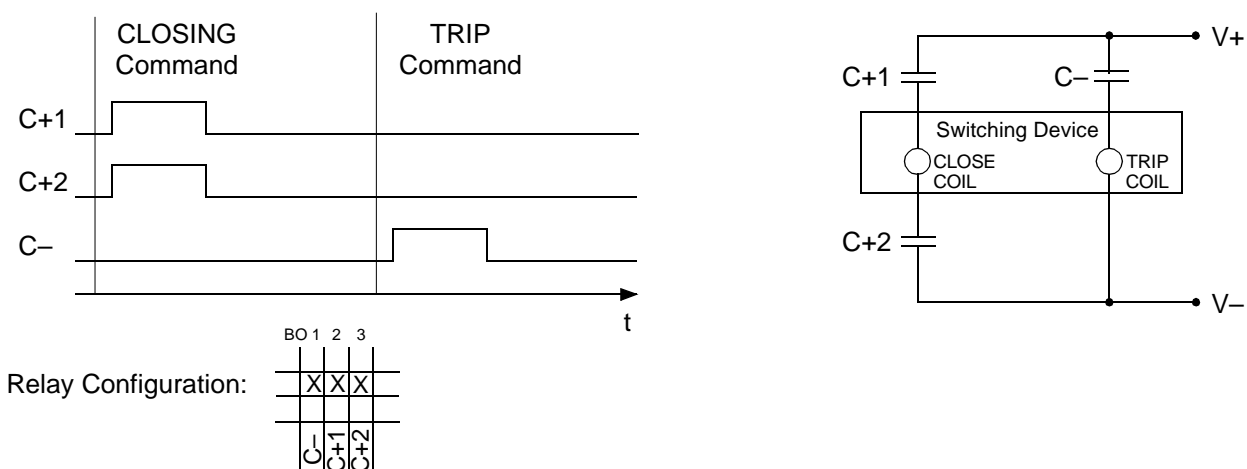 CLOSING
Command
TRIP
Command
C+1
C+2
C–
t
V+
C+1
C–
Switching Device
CLOSE
COIL
TRIP
COIL
C+2
V–
BO 1 2 3
Relay Configuration:
X X X
C–
C+1
C+2